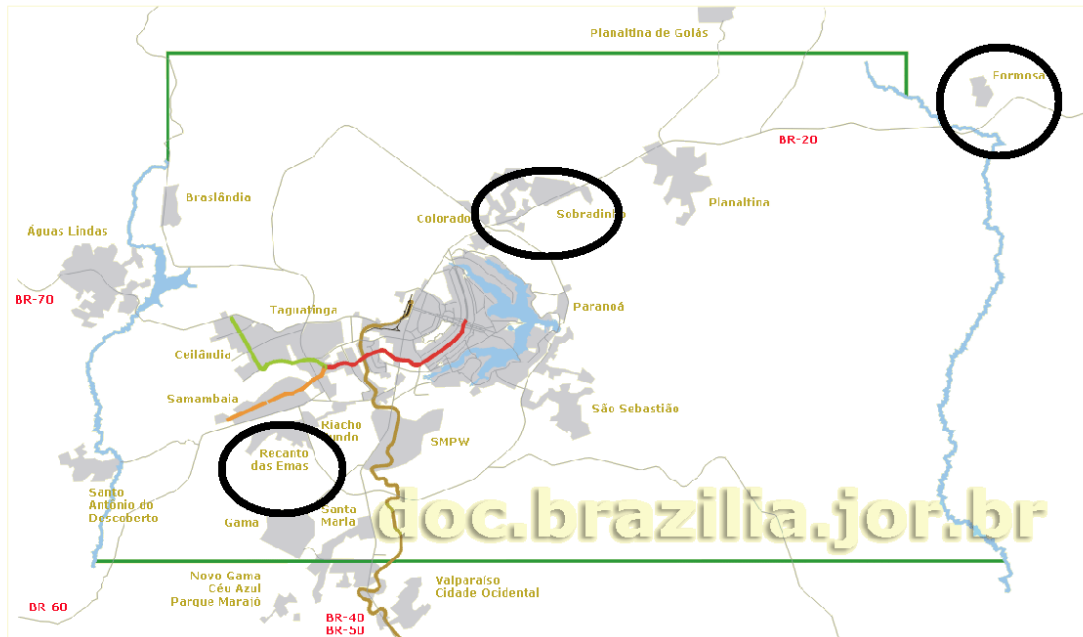 Planaltina de Goiás
Formosa
BR-20
Braslândia
Colorado
Sobradinho
Planaltina
Águas Lindas
BR-70
Taguatinga
Paranoá
Ceilândia
Samambaia
São Sebastião
Riacho
SMPW
Recanto
das Emas
Santo
Antônio do
Descoberto
Gama
Santa
Maria
doc.brazilia.jor.br
Novo Gama
Céu Azul
Parque Marajó
Valparaíso
Cidade Ocidental
BR 60
BR-40
BR-50